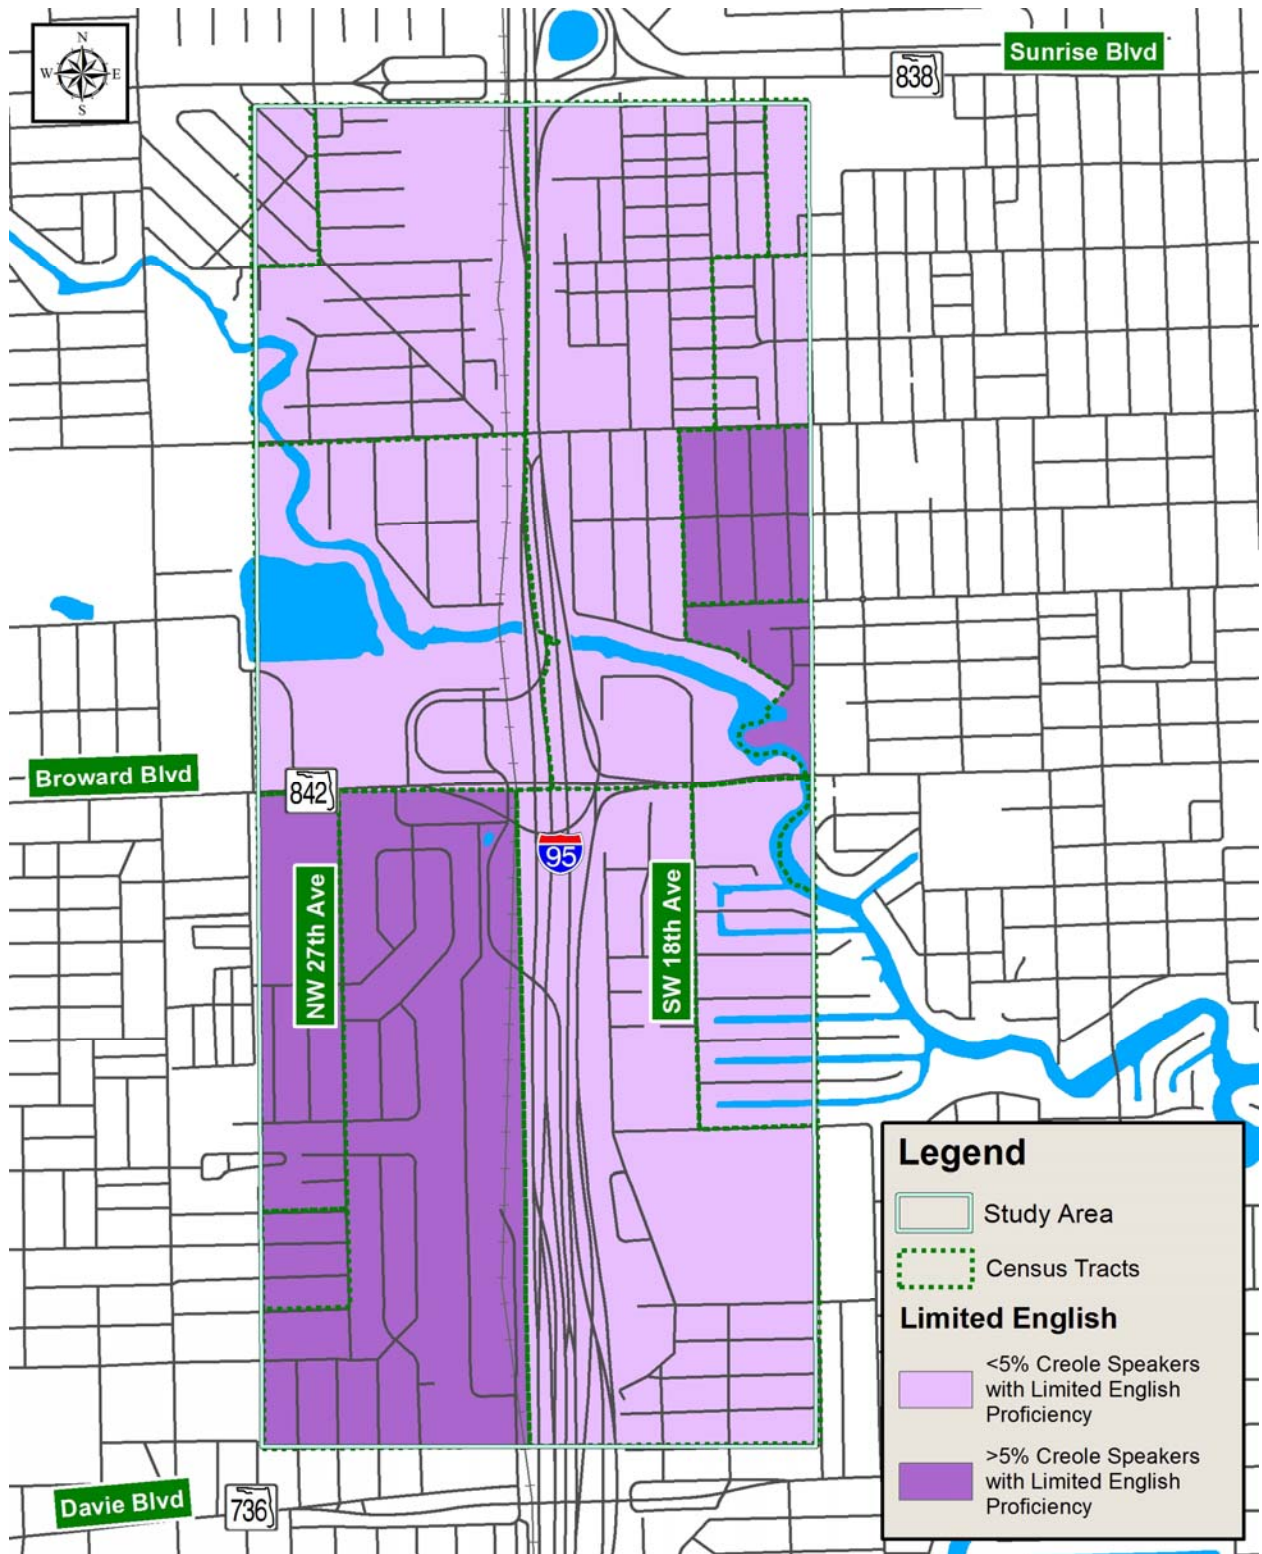 N
W E
S
Sunrise Blvd
838
Broward Blvd
842
95
NW 27th Ave
SW 18th Ave
Davie Blvd
736
Legend
Study Area
Census Tracts
Limited English
<5% Creole Speakers
with Limited English
Proficiency
>5% Creole Speakers
with Limited English
Proficiency